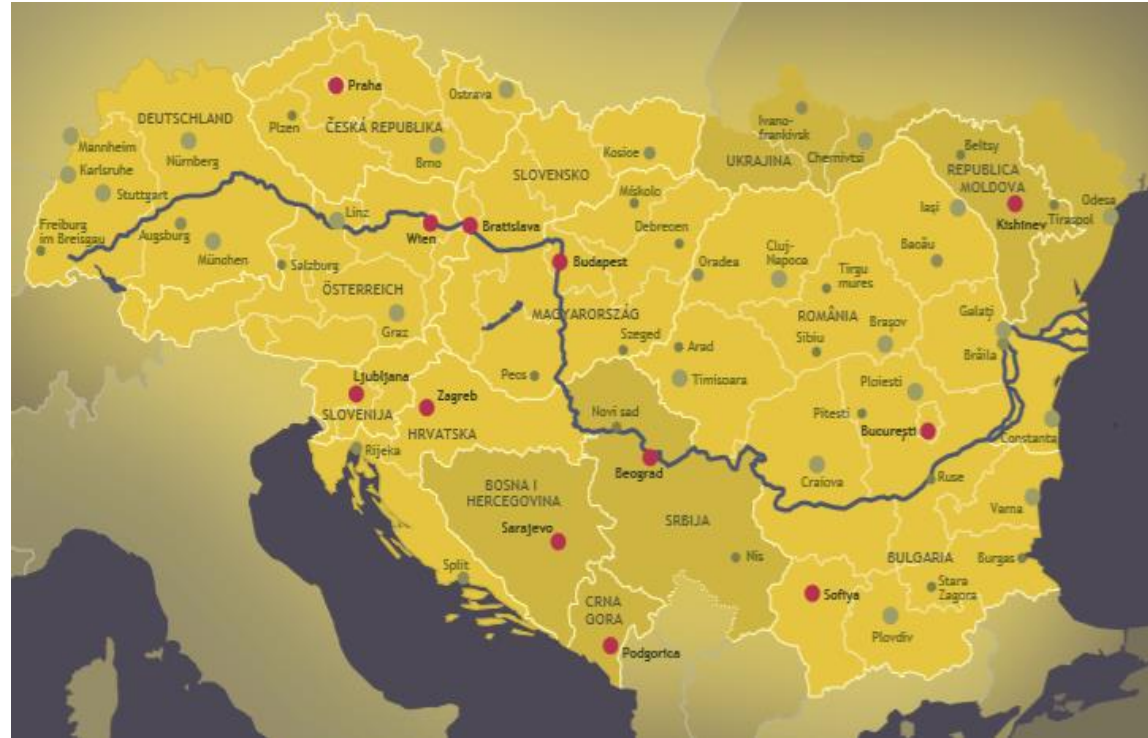 Praha
Ostrava
DEUTSCHLAND
Plzen
ČESKÁ REPUBLIKA
Ivano-
frankivsk
Mannheim
Nürnberg
Brno
Kosice
UKRAJINA
Chernivtsi
Beltsy
REPUBLICA
MOLDOVA
Karlsruhe
SLOVENSKO
Stuttgart
Mískolo
Iaşi
Kishinev
Tiraspol
Odesa
Freiburg
im Breisgau
Augsburg
Linz
Wien
Bratislava
Debrecen
München
Salzburg
Budapest
Oradea
Cluj-
Napoca
Baoău
Tîrgu
mures
ÖSTERREICH
Graz
MAGYARORSZÁG
Szeged
ROMÂNIA
Braşov
Galaţi
Sibiu
Brăila
Arad
Pecs
Timisoara
Ljubljana
Zagreb
Ploiesti
SLOVENIJA
HRVATSKA
Novi sad
Pitesti
Bucureşti
Constanta
Rijeka
Beograd
Craiova
Ruse
BOSNA I
HERCEGOVINA
Varna
Sarajevo
SRBIJA
Nis
BULGARIA
Burgas
Split
Sofiya
Stara
Zagora
CRNA
GORA
Plovdiv
Podgorica